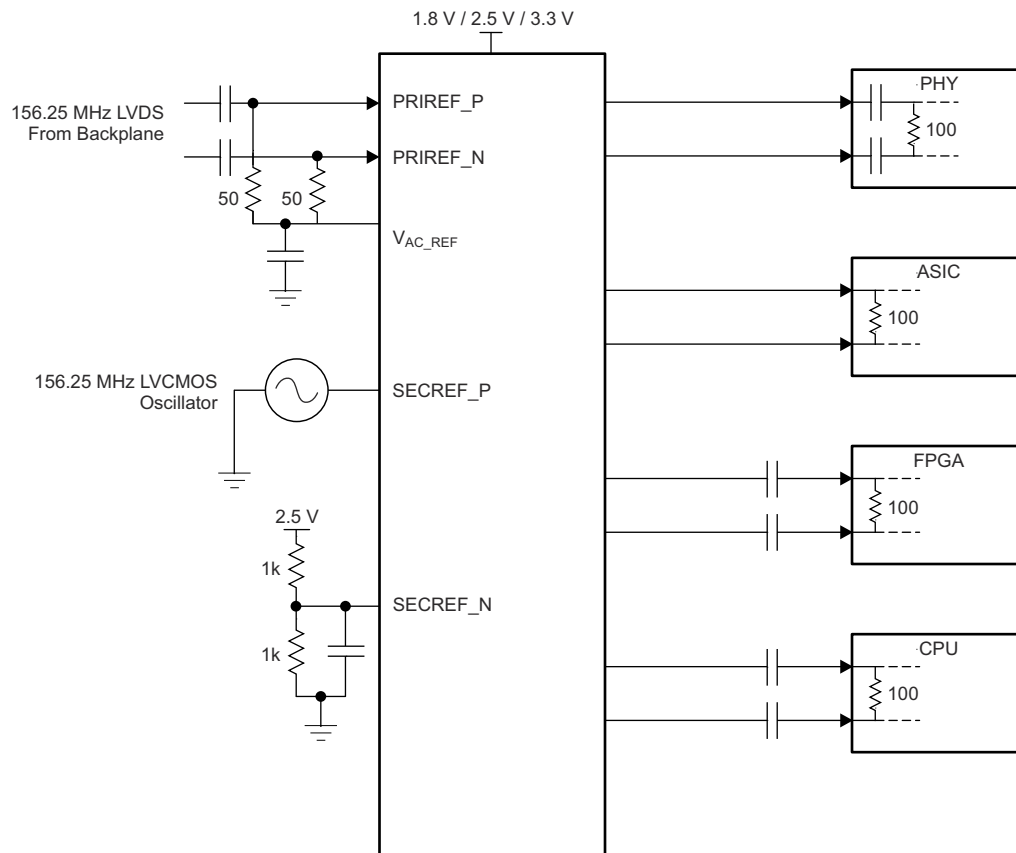 1.8 V / 2.5 V / 3.3 V
156.25 MHz LVDS
From Backplane
PRIREF_P
PRIREF_N
50
50
VAC_REF
156.25 MHz LVCMOS
Oscillator
SECREF_P
2.5 V
1k
SECREF_N
1k
PHY
100
ASIC
100
FPGA
100
CPU
100